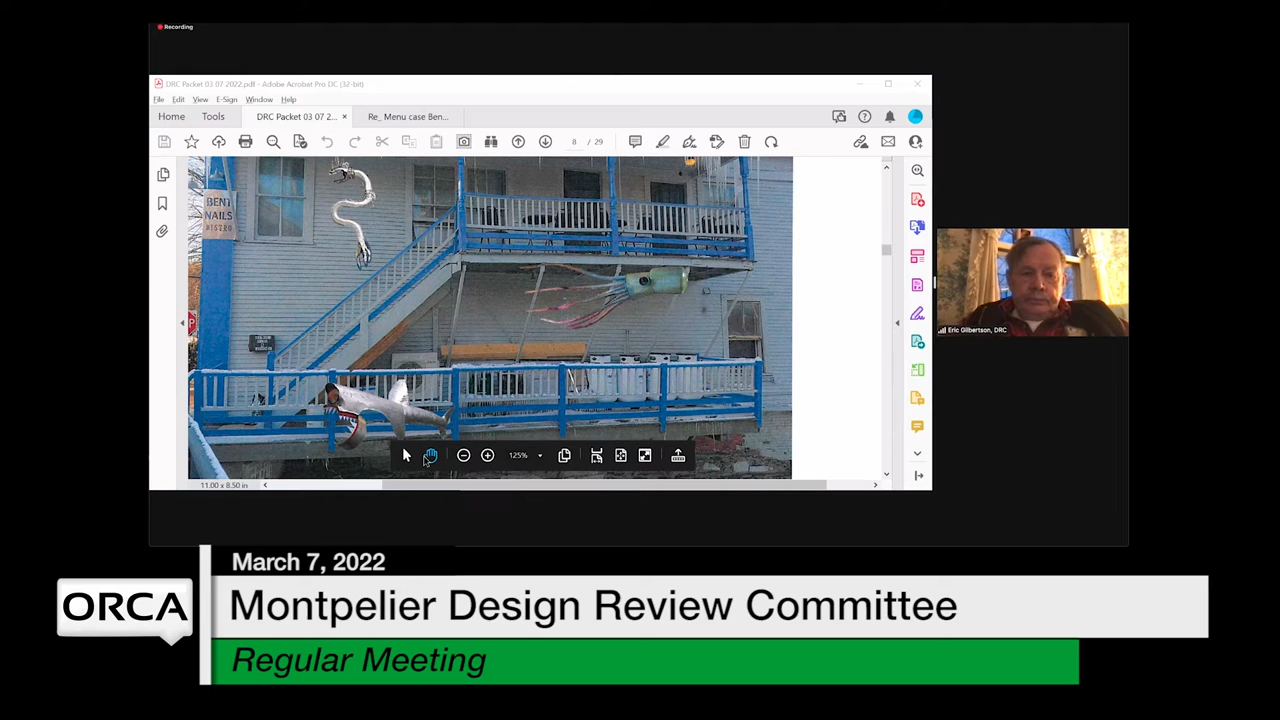 Recording
DRC Packet 03 07 2022.pdf - Adobe Acrobat Pro DC (32-bit)
File Edit View E-Sign Window Help
Home Tools DRC Packet 03 07 2... × Re_ Menu case Ben...
8 / 29
BENT
NAILS
BISTRO
P
Eric Gilbertson, DRC
125%
11.00 x 8.50 in
March 7, 2022
ORCA
Montpelier Design Review Committee
Regular Meeting